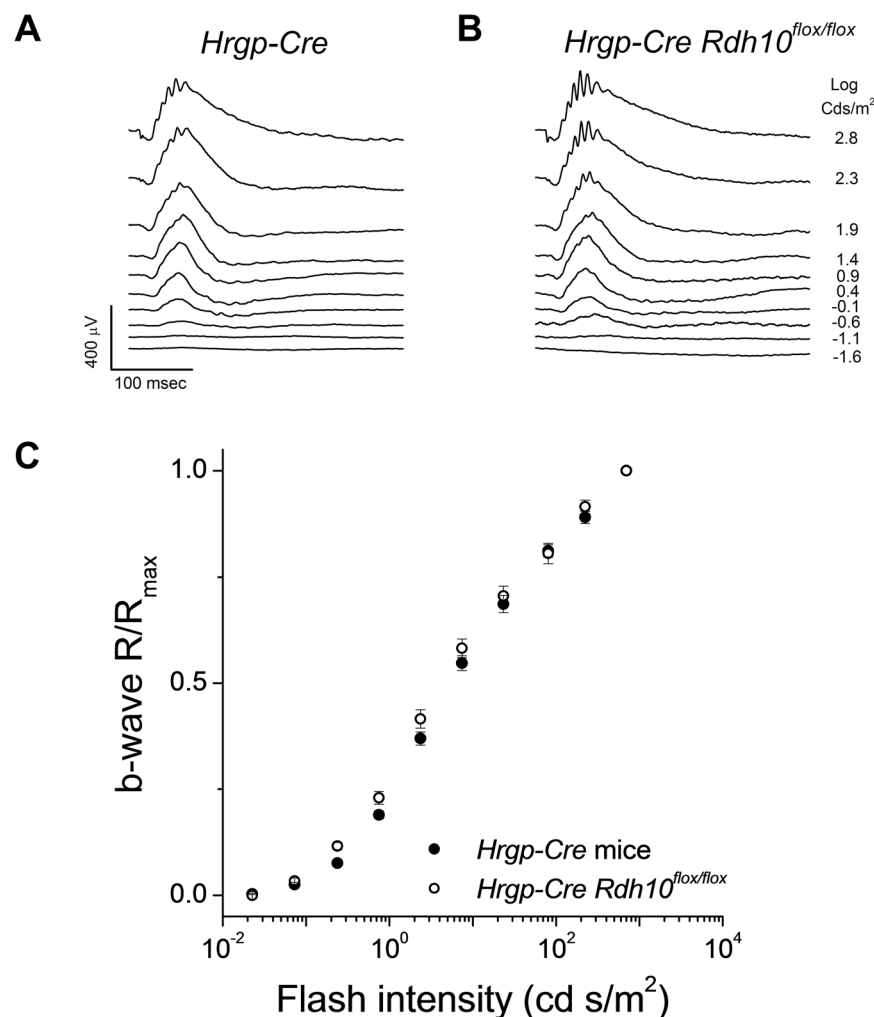 A
Hrgp-Cre
B
Hrgp-Cre Rdh10flox/flox
Log
Cds/m2
2.8
2.3
1.9
1.4
0.9
0.4
-0.1
-0.6
-1.1
-1.6
400 µV
100 msec
C
b-wave R/Rmax
1.0
0.5
0.0
Hrgp-Cre mice
Hrgp-Cre Rdh10flox/flox
10-2 100 102 104
Flash intensity (cd s/m2)